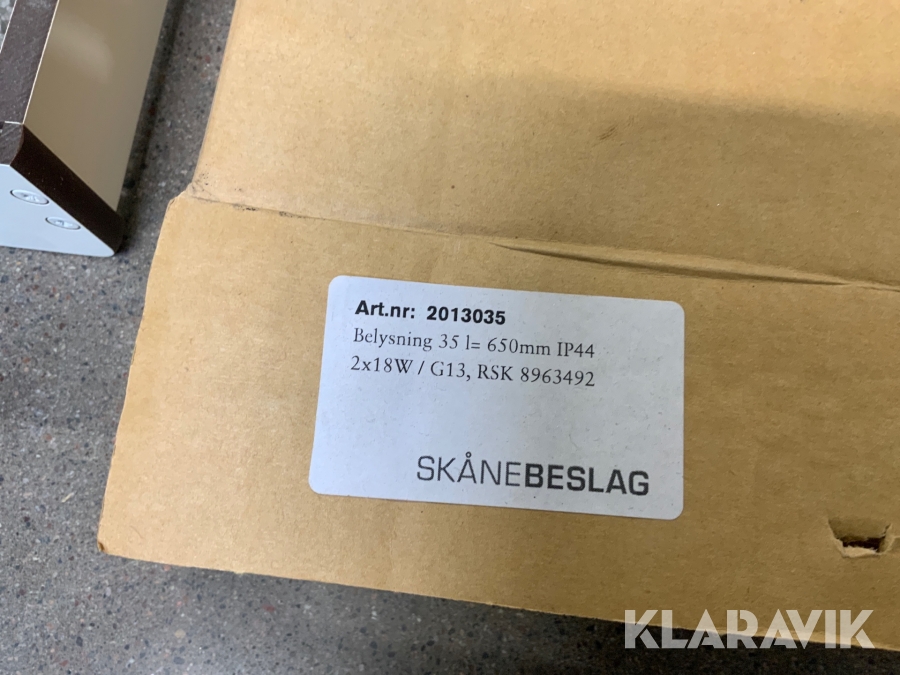 Art.nr: 2013035
Belysning 35 l= 650mm IP44
2x18W / G13, RSK 8963492
SKÅNEBESLAG
KLARAVIK